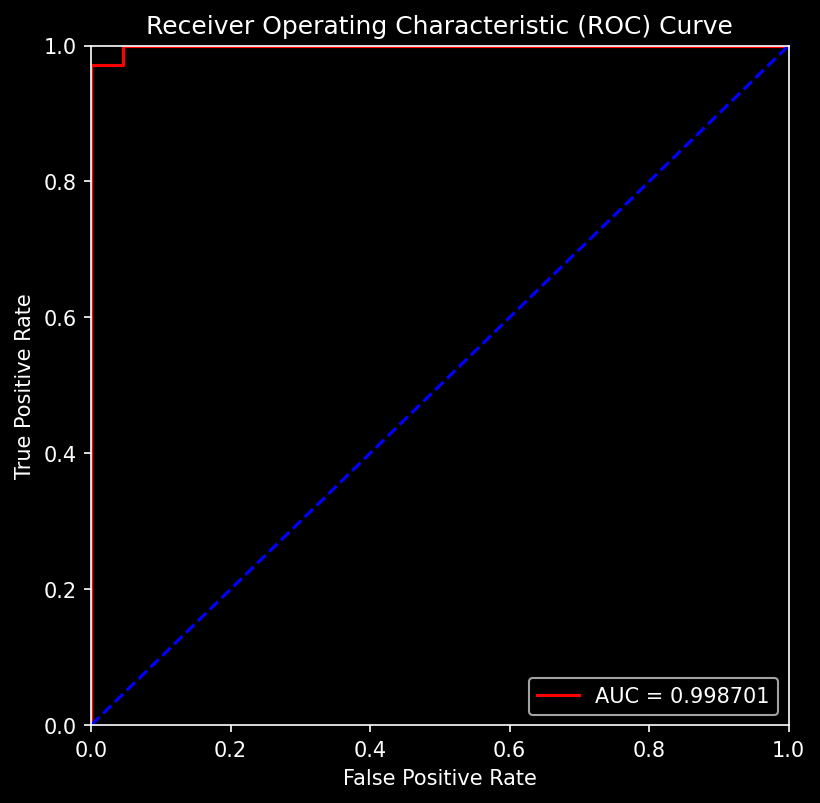 Receiver Operating Characteristic (ROC) Curve
1.0
0.8
0.6
0.4
0.2
0.0
True Positive Rate
AUC = 0.998701
0.0 0.2 0.4 0.6 0.8 1.0
False Positive Rate